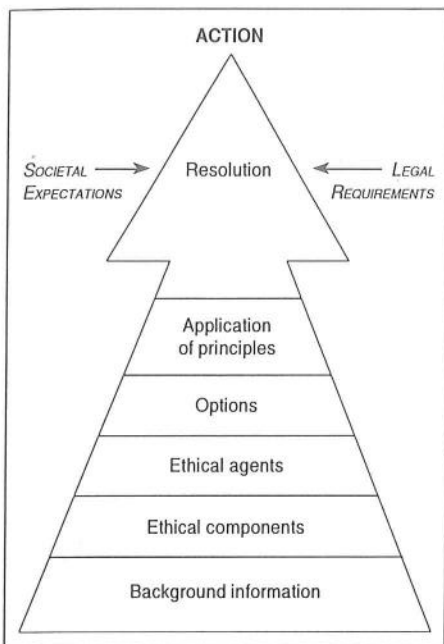 ACTION
SOCIETAL
EXPECTATIONS
Resolution
LEGAL
REQUIREMENTS
Application
of principles
Options
Ethical agents
Ethical components
Background information